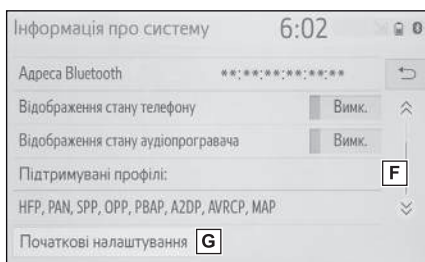 Інформація про систему 6:02 0
Адреса Bluetooth **:**:**:**:**:**
Відображення стану телефону Вимк.
Відображення стану аудіопрогравача Вимк.
Підтримувані профілі: F
HFP, PAN, SPP, OPP, PBAP, A2DP, AVRCP, MAP
Початкові налаштування G